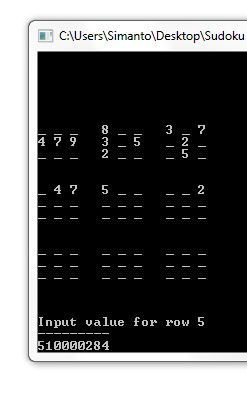 C:\Users\Simanto\Desktop\Sudoku
_ _ _ 8 _ _ 3 _ 7
4 7 9 3 _ 5 _ 2 _
_ _ _ 2 _ _ _ 5 _
_ 4 7 5 _ _ _ _ 2
_ _ _ _ _ _ _ _ _
_ _ _ _ _ _ _ _ _
_ _ _ _ _ _ _ _ _
_ _ _ _ _ _ _ _ _
_ _ _ _ _ _ _ _ _
Input value for row 5
---------
510000284